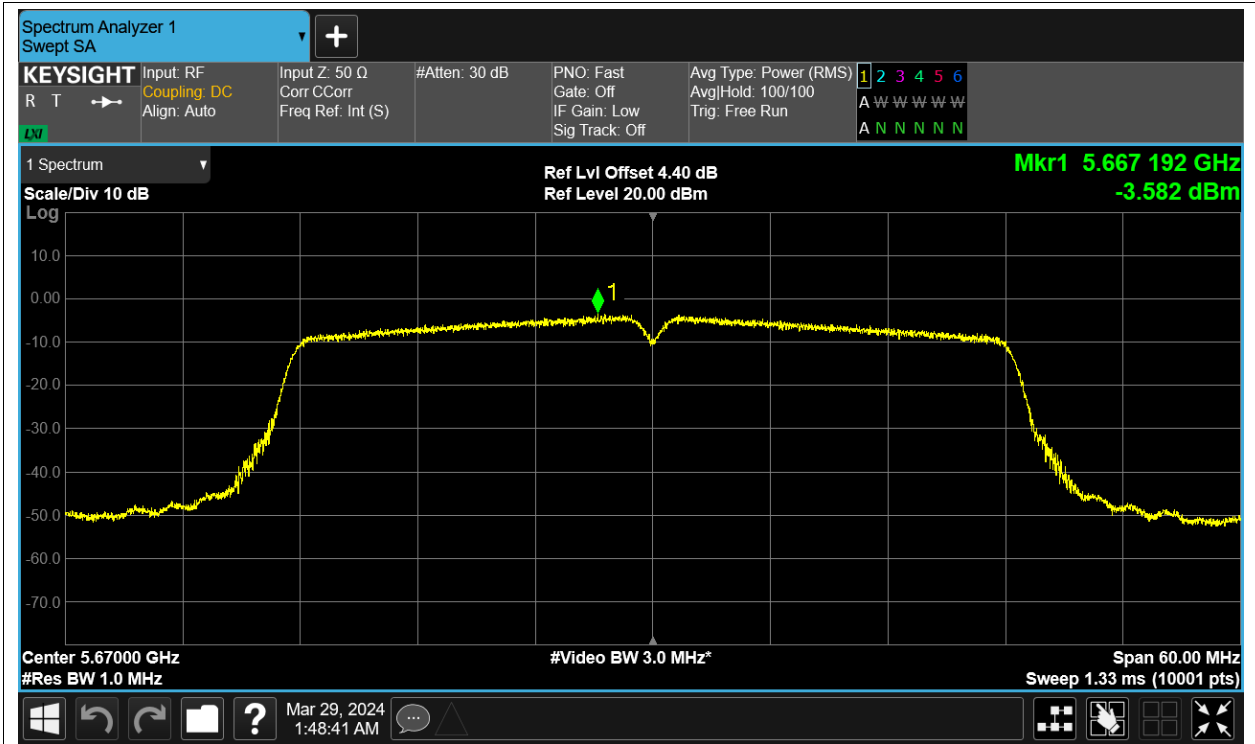 Spectrum Analyzer 1
Swept SA
KEYSIGHT
R T
LXI
Input: RF
Coupling: DC
Align: Auto
Input Z: 50 Ω
Corr CCorr
Freq Ref: Int (S)
#Atten: 30 dB
PNO: Fast
Gate: Off
IF Gain: Low
Sig Track: Off
Avg Type: Power (RMS)
Avg|Hold: 100/100
Trig: Free Run
1 2 3 4 5 6
A W W W W W
A N N N N N
1 Spectrum
Scale/Div 10 dB
Log
Ref Lvl Offset 4.40 dB
Ref Level 20.00 dBm
Mkr1 5.667 192 GHz
-3.582 dBm
10.0
0.00
-10.0
-20.0
-30.0
-40.0
-50.0
-60.0
-70.0
1
Center 5.67000 GHz
#Res BW 1.0 MHz
#Video BW 3.0 MHz*
Span 60.00 MHz
Sweep 1.33 ms (10001 pts)
?
Mar 29, 2024
1:48:41 AM